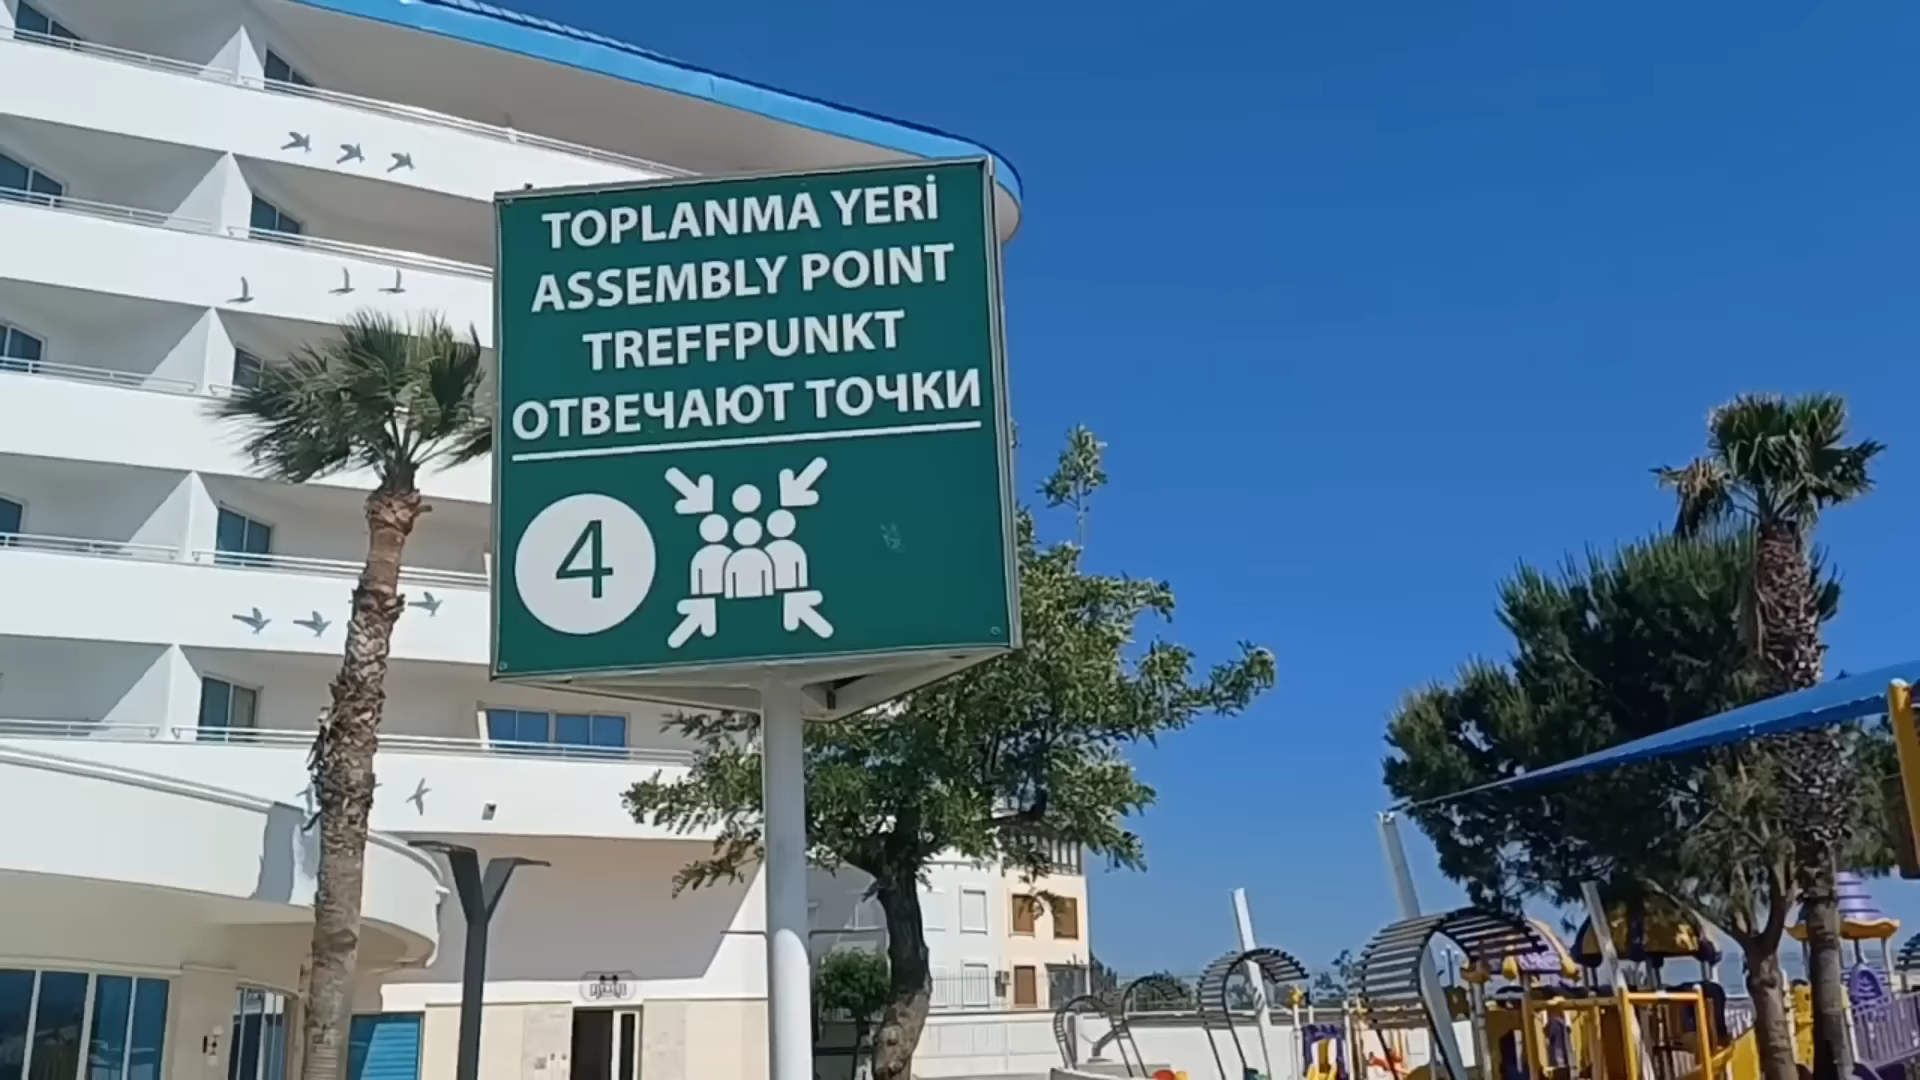 TOPLANMA YERİ
ASSEMBLY POINT
TREFFPUNKT
ОТВЕЧАЮТ ТОЧКИ
4